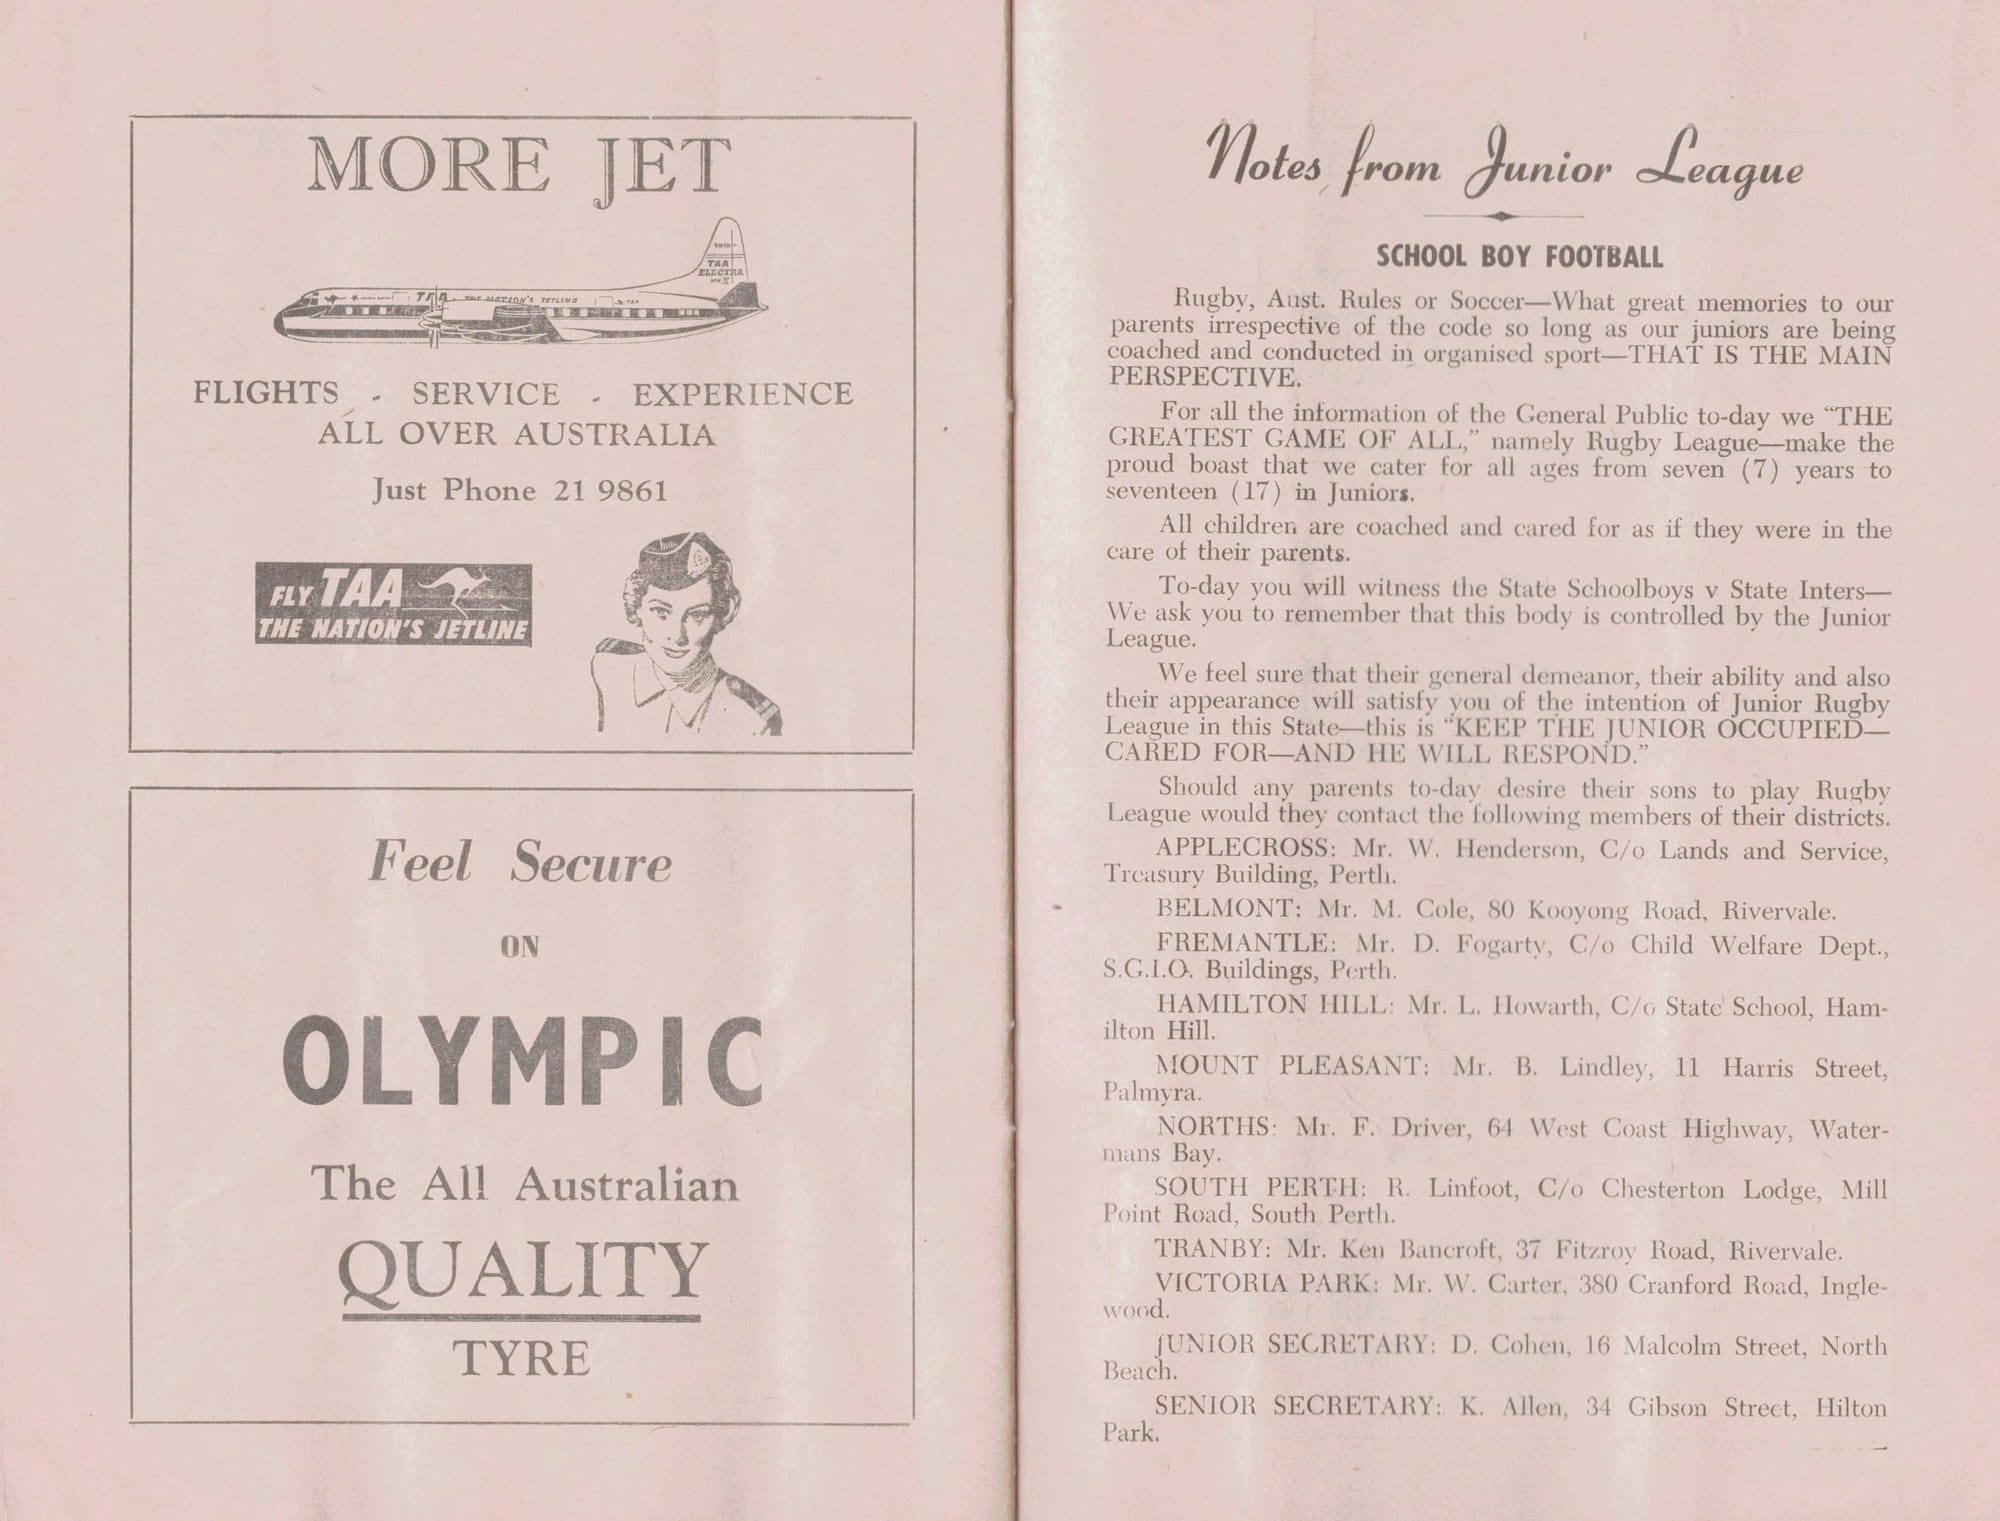 MORE JET
TAA
ELECTRA
MK II
TAA · THE NATION'S JETLINE
FLIGHTS - SERVICE - EXPERIENCE
ALL OVER AUSTRALIA
Just Phone 21 9861
FLY TAA
THE NATION'S JETLINE
Feel Secure
ON
OLYMPIC
The All Australian
QUALITY
TYRE
Notes from Junior League
SCHOOL BOY FOOTBALL
Rugby, Aust. Rules or Soccer—What great memories to our
parents irrespective of the code so long as our juniors are being
coached and conducted in organised sport—THAT IS THE MAIN
PERSPECTIVE.
For all the information of the General Public to-day we "THE
GREATEST GAME OF ALL," namely Rugby League—make the
proud boast that we cater for all ages from seven (7) years to
seventeen (17) in Juniors.
All children are coached and cared for as if they were in the
care of their parents.
To-day you will witness the State Schoolboys v State Inters—
We ask you to remember that this body is controlled by the Junior
League.
We feel sure that their general demeanor, their ability and also
their appearance will satisfy you of the intention of Junior Rugby
League in this State—this is "KEEP THE JUNIOR OCCUPIED—
CARED FOR—AND HE WILL RESPOND."
Should any parents to-day desire their sons to play Rugby
League would they contact the following members of their districts.
APPLECROSS: Mr. W. Henderson, C/o Lands and Service,
Treasury Building, Perth.
BELMONT: Mr. M. Cole, 80 Kooyong Road, Rivervale.
FREMANTLE: Mr. D. Fogarty, C/o Child Welfare Dept.,
S.G.I.O. Buildings, Perth.
HAMILTON HILL: Mr. L. Howarth, C/o State School, Ham-
ilton Hill.
MOUNT PLEASANT: Mr. B. Lindley, 11 Harris Street,
Palmyra.
NORTHS: Mr. F. Driver, 64 West Coast Highway, Water-
mans Bay.
SOUTH PERTH: R. Linfoot, C/o Chesterton Lodge, Mill
Point Road, South Perth.
TRANBY: Mr. Ken Bancroft, 37 Fitzroy Road, Rivervale.
VICTORIA PARK: Mr. W. Carter, 380 Cranford Road, Ingle-
wood.
JUNIOR SECRETARY: D. Cohen, 16 Malcolm Street, North
Beach.
SENIOR SECRETARY: K. Allen, 34 Gibson Street, Hilton
Park.